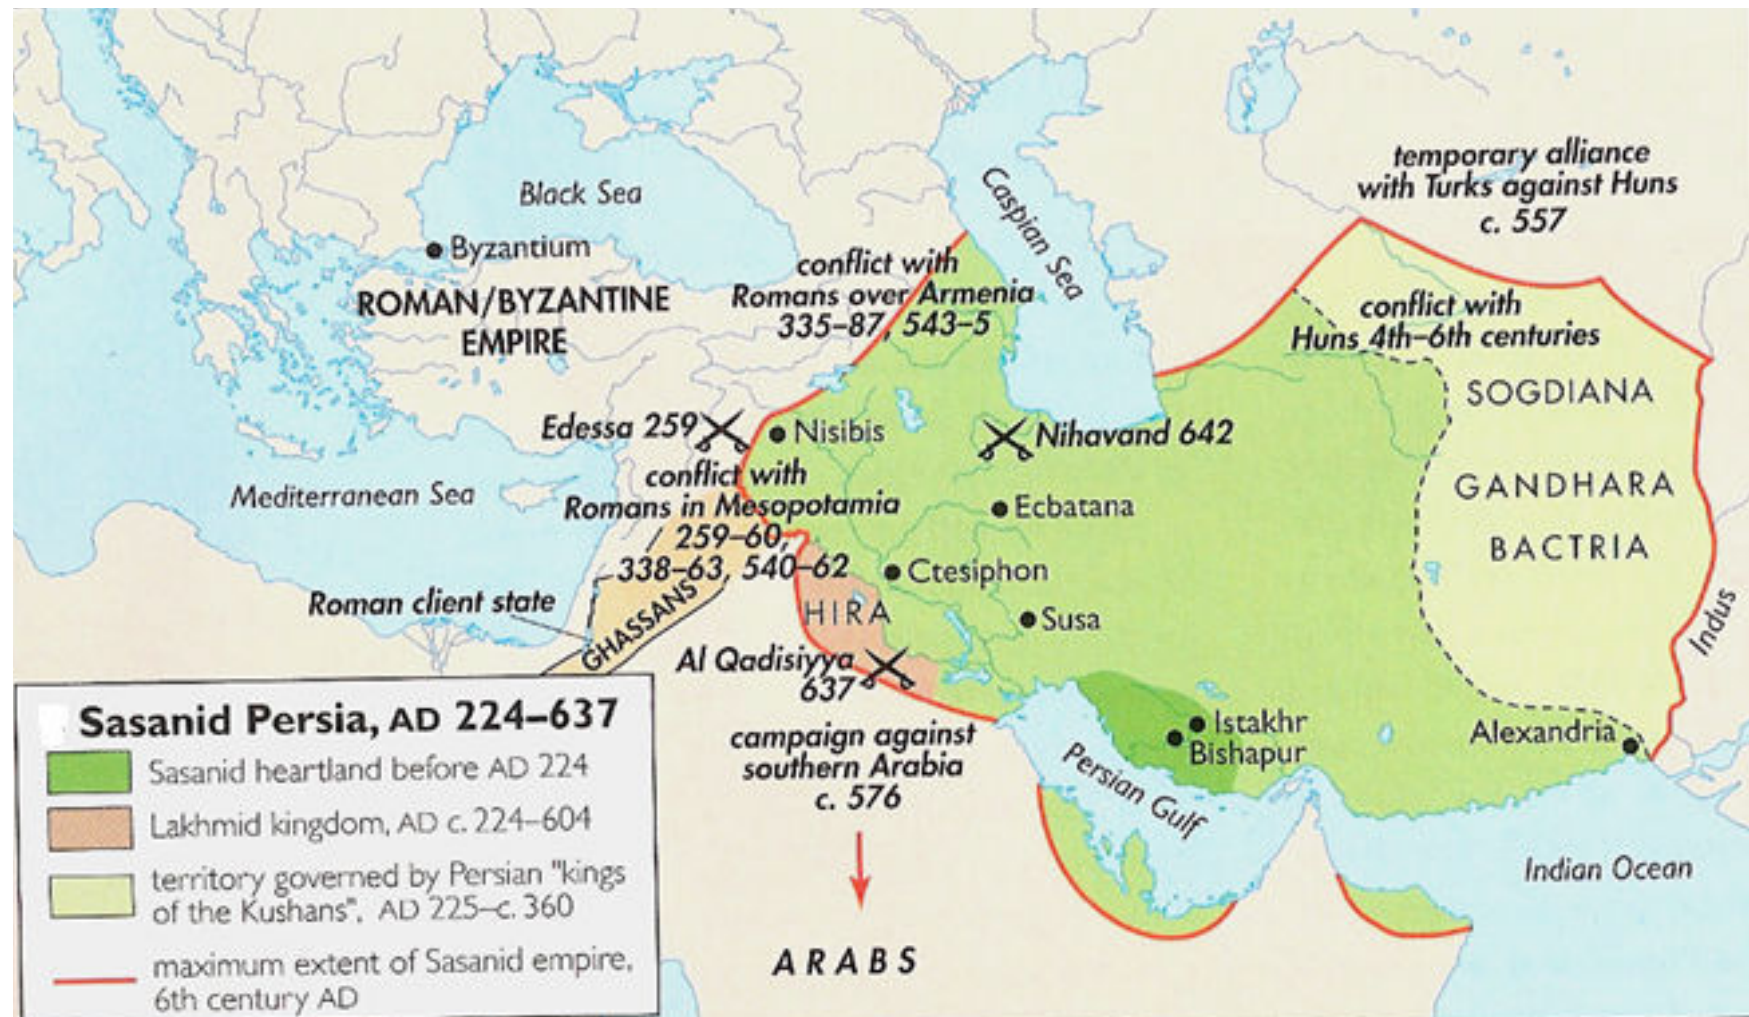 temporary alliance
with Turks against Huns
c. 557
Black Sea
Caspian Sea
Byzantium
ROMAN/BYZANTINE
EMPIRE
conflict with
Romans over Armenia
335–87, 543–5
conflict with
Huns 4th–6th centuries
SOGDIANA
GANDHARA
BACTRIA
Edessa 259
Nisibis
Nihavand 642
Mediterranean Sea
conflict with
Romans in Mesopotamia
259–60,
338–63, 540–62
Ecbatana
Ctesiphon
Susa
Roman client state
GHASSANS
HIRA
Al Qadisiyya
637
Indus
Istakhr
Bishapur
Alexandria
Persian Gulf
Indian Ocean
campaign against
southern Arabia
c. 576
ARABS
Sasanid Persia, AD 224–637
Sasanid heartland before AD 224
Lakhmid kingdom, AD c. 224–604
territory governed by Persian "kings
of the Kushans", AD 225–c. 360
maximum extent of Sasanid empire,
6th century AD